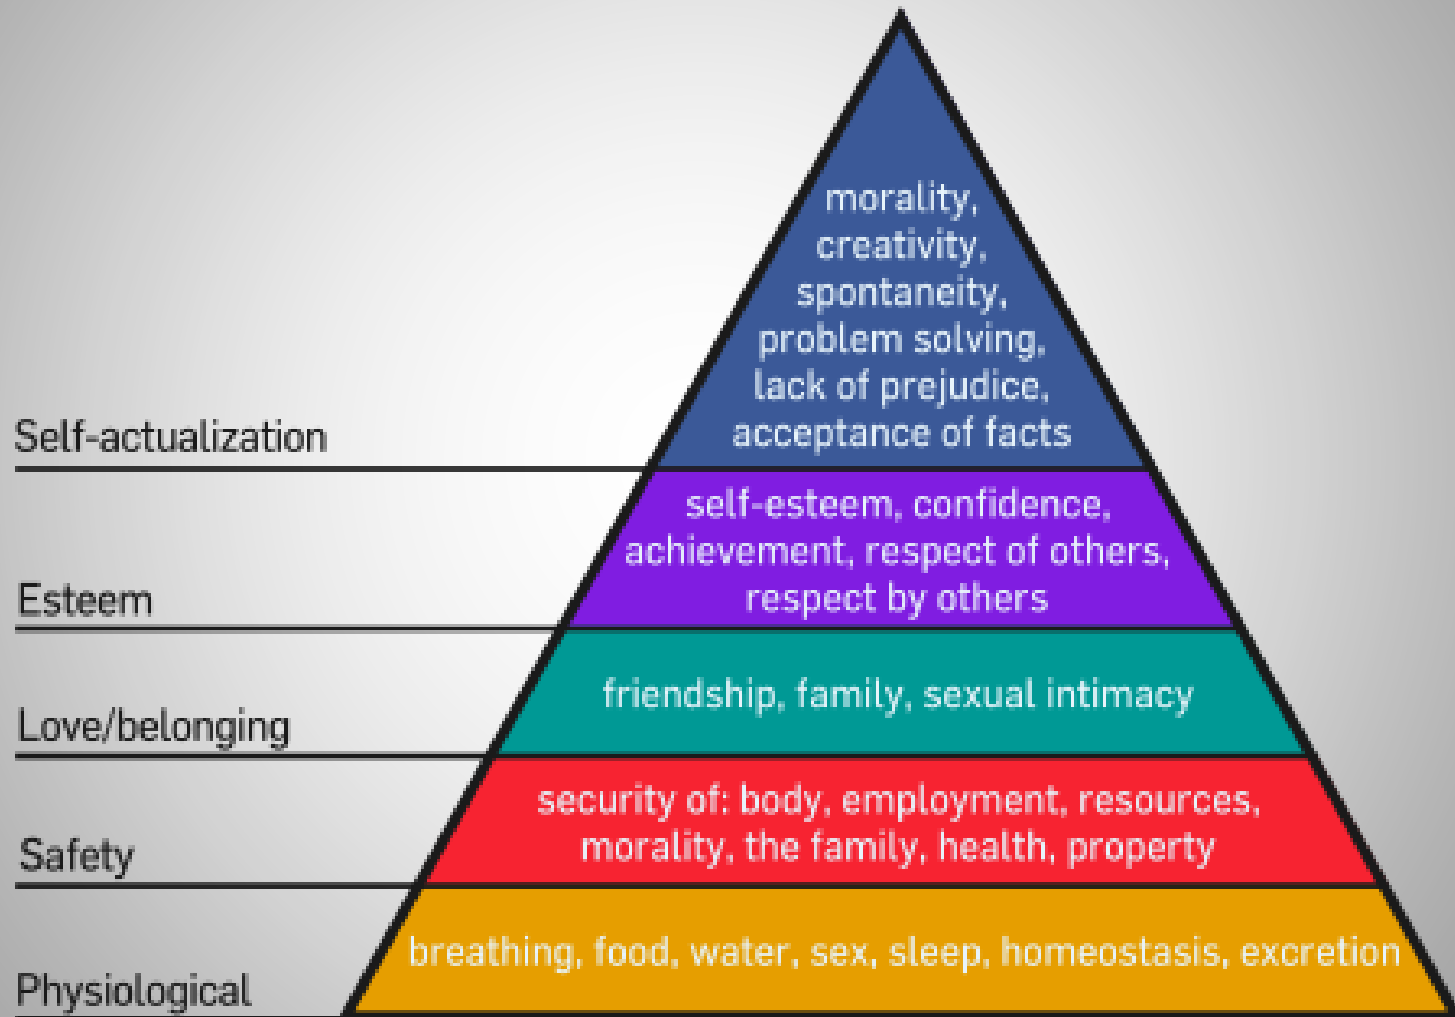 morality,
creativity,
spontaneity,
problem solving,
lack of prejudice,
acceptance of facts
Self-actualization
self-esteem, confidence,
achievement, respect of others,
respect by others
Esteem
friendship, family, sexual intimacy
Love/belonging
security of: body, employment, resources,
morality, the family, health, property
Safety
breathing, food, water, sex, sleep, homeostasis, excretion
Physiological